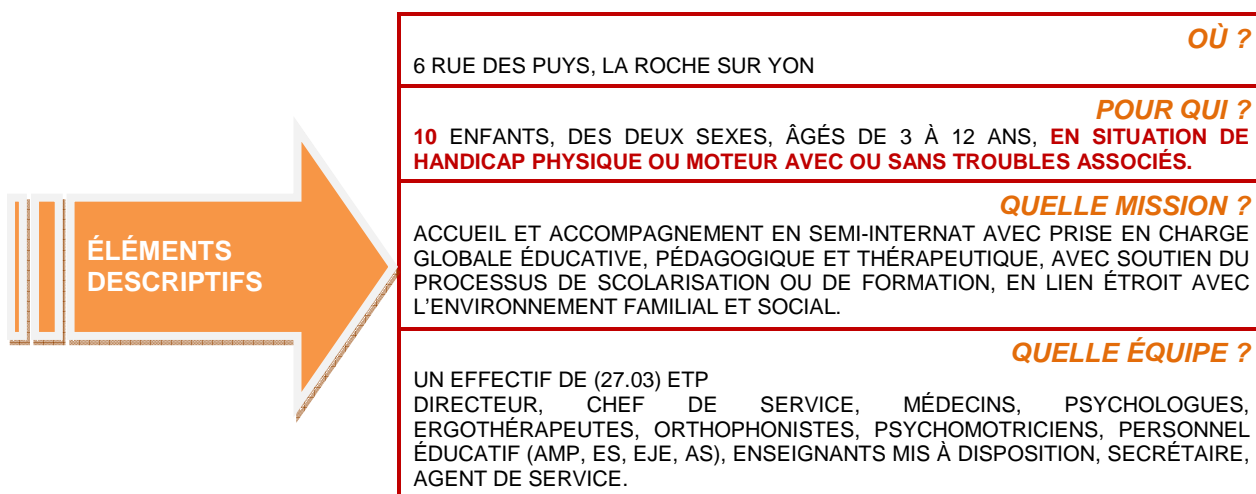 ÉLÉMENTS
DESCRIPTIFS
OÙ ?
6 RUE DES PUYS, LA ROCHE SUR YON
POUR QUI ?
10 ENFANTS, DES DEUX SEXES, ÂGÉS DE 3 À 12 ANS, EN SITUATION DE
HANDICAP PHYSIQUE OU MOTEUR AVEC OU SANS TROUBLES ASSOCIÉS.
QUELLE MISSION ?
ACCUEIL ET ACCOMPAGNEMENT EN SEMI-INTERNAT AVEC PRISE EN CHARGE
GLOBALE ÉDUCATIVE, PÉDAGOGIQUE ET THÉRAPEUTIQUE, AVEC SOUTIEN DU
PROCESSUS DE SCOLARISATION OU DE FORMATION, EN LIEN ÉTROIT AVEC
L'ENVIRONNEMENT FAMILIAL ET SOCIAL.
QUELLE ÉQUIPE ?
UN EFFECTIF DE (27.03) ETP
DIRECTEUR, CHEF DE SERVICE, MÉDECINS, PSYCHOLOGUES,
ERGOTHÉRAPEUTES, ORTHOPHONISTES, PSYCHOMOTRICIENS, PERSONNEL
ÉDUCATIF (AMP, ES, EJE, AS), ENSEIGNANTS MIS À DISPOSITION, SECRÉTAIRE,
AGENT DE SERVICE.